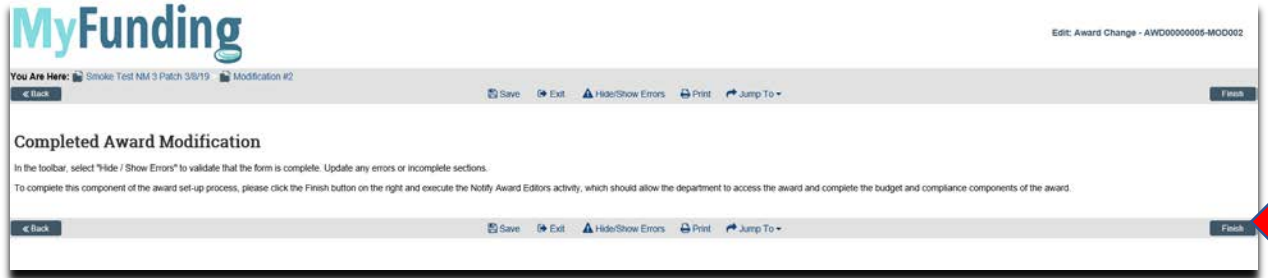 MyFunding
Edit: Award Change - AWD00000005-MOD002
You Are Here: Smoke Test NM 3 Patch 3/8/19 Modification #2
« Back Save Exit Hide/Show Errors Print Jump To Finish
Completed Award Modification
In the toolbar, select "Hide / Show Errors" to validate that the form is complete. Update any errors or incomplete sections.
To complete this component of the award set-up process, please click the Finish button on the right and execute the Notify Award Editors activity, which should allow the department to access the award and complete the budget and compliance components of the award.
« Back Save Exit Hide/Show Errors Print Jump To Finish